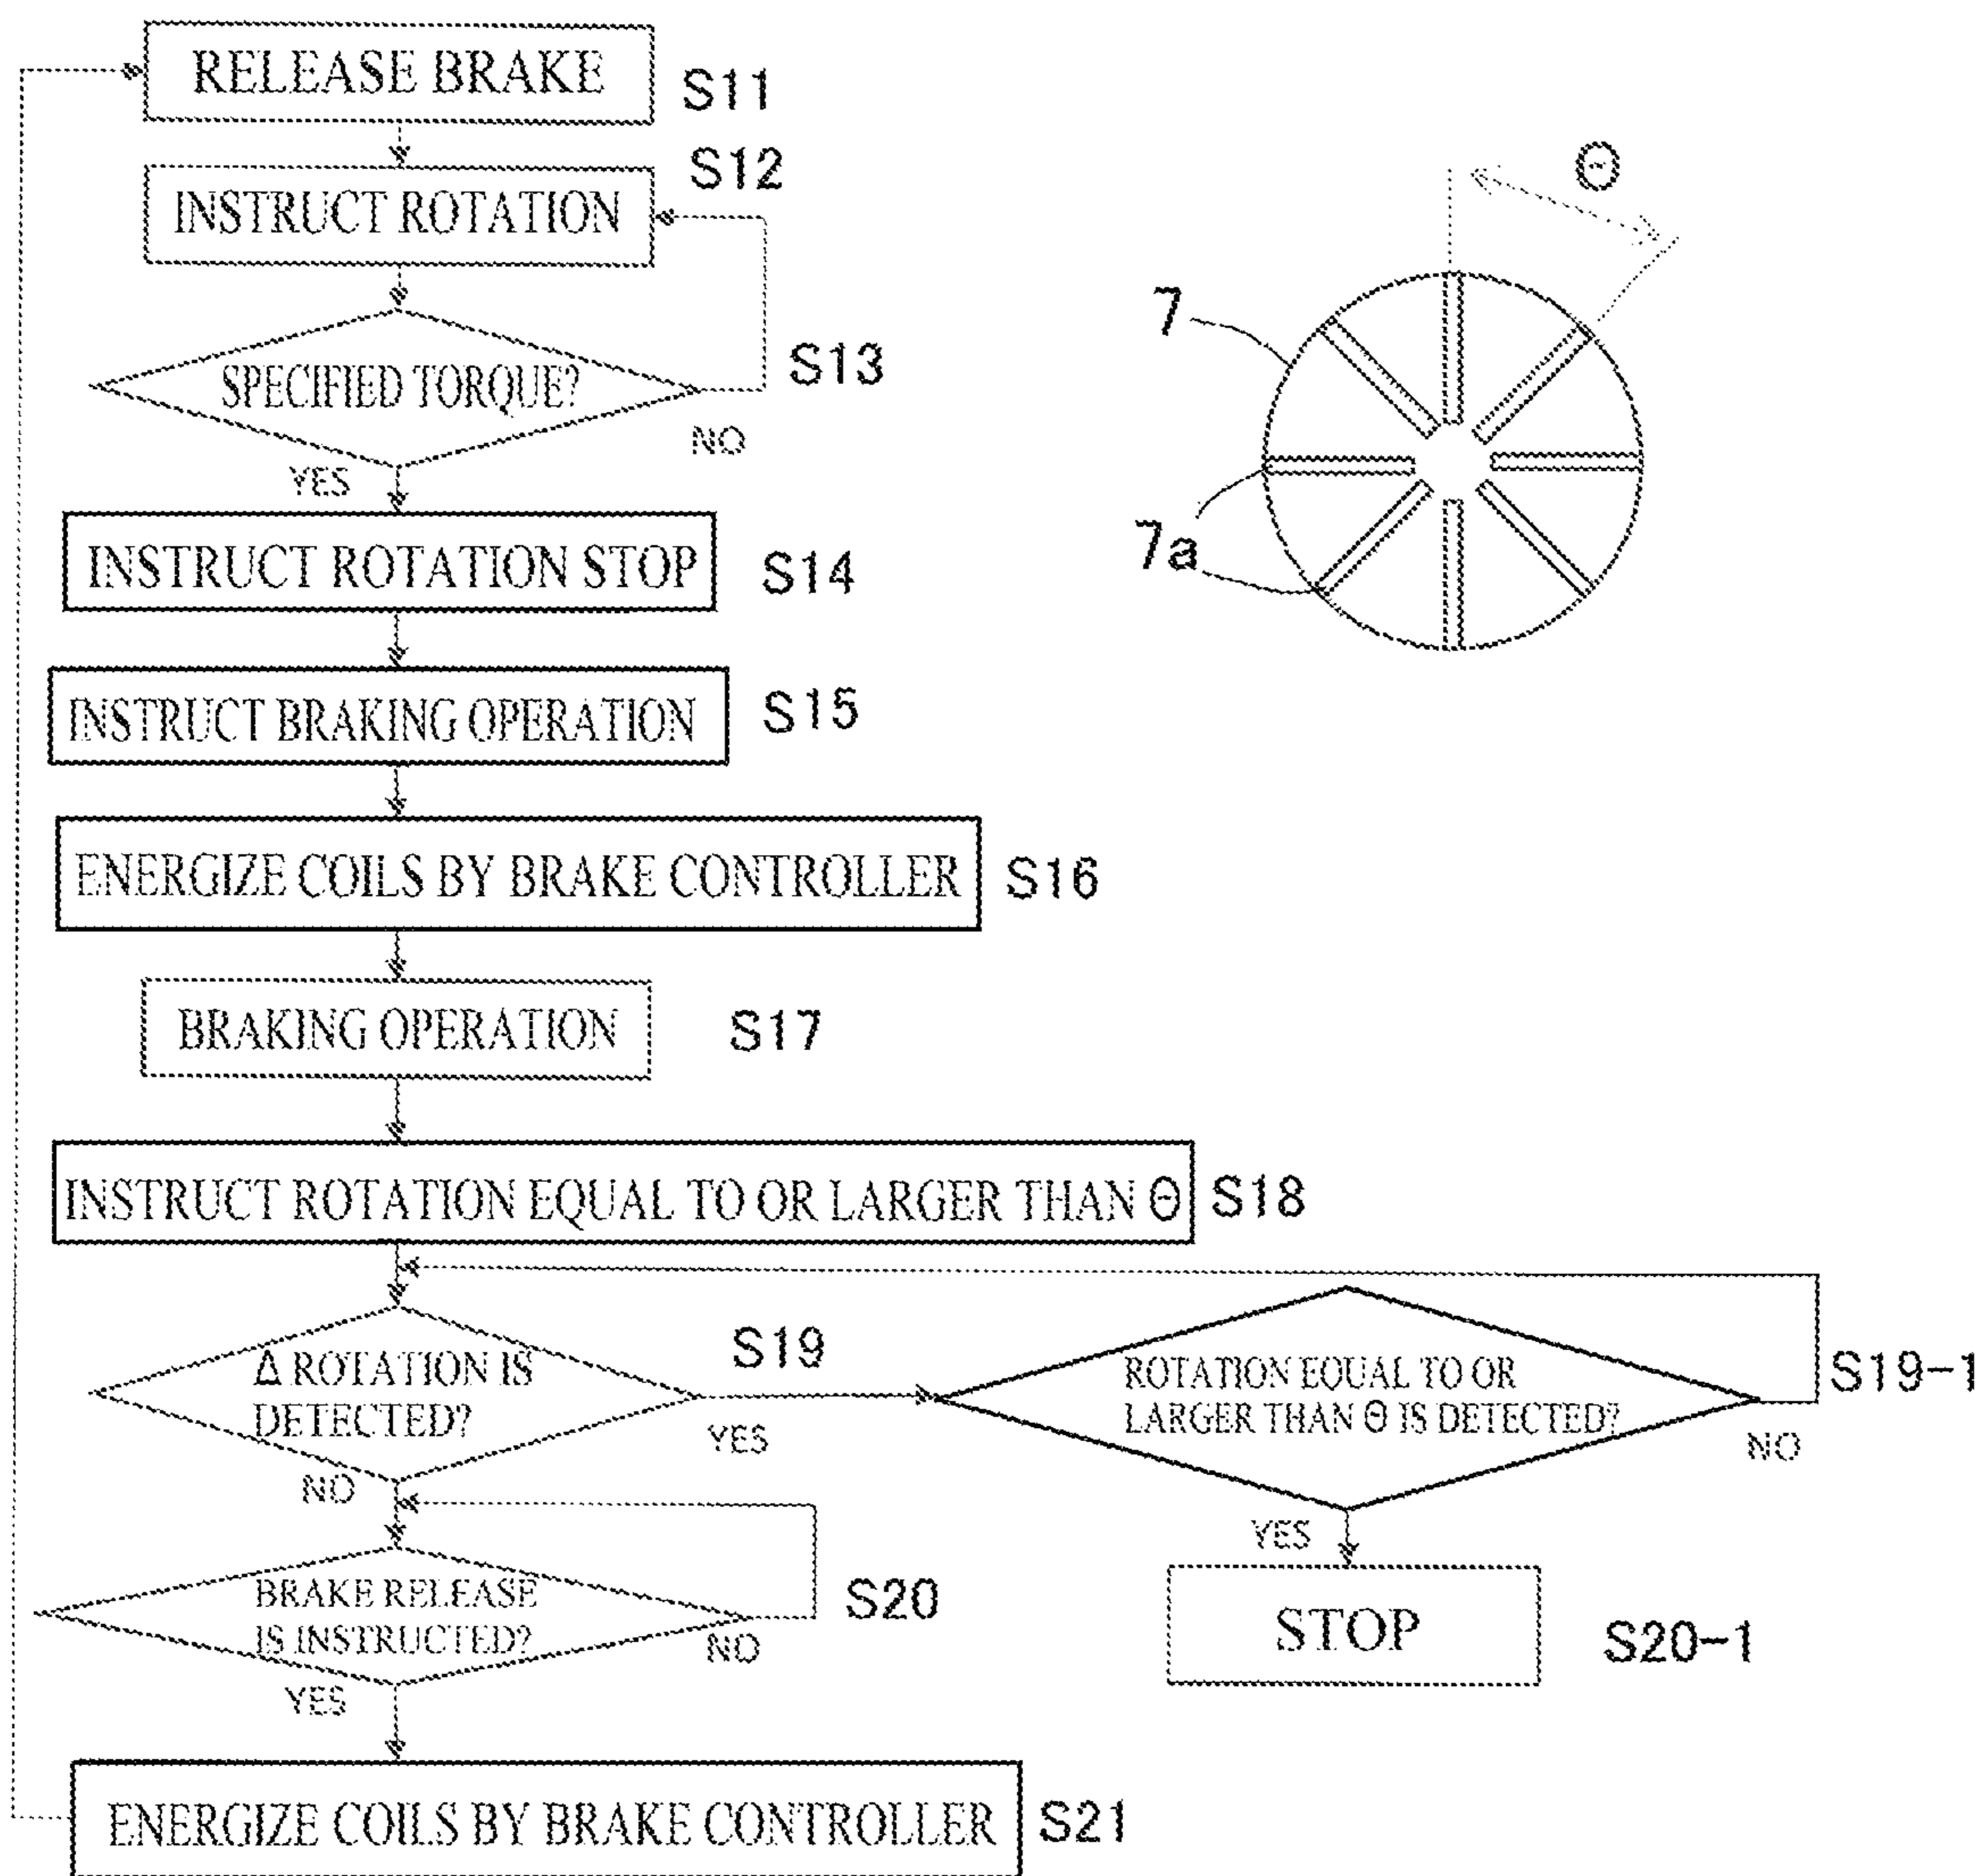 RELEASE BRAKE
S11
S12
INSTRUCT ROTATION
SPECIFIED TORQUE?
S13
NO
YES
INSTRUCT ROTATION STOP
S14
INSTRUCT BRAKING OPERATION
S15
ENERGIZE COILS BY BRAKE CONTROLLER
S16
BRAKING OPERATION
S17
INSTRUCT ROTATION EQUAL TO OR LARGER THAN Θ
S18
Δ ROTATION IS
DETECTED?
S19
YES
NO
ROTATION EQUAL TO OR
LARGER THAN Θ IS DETECTED?
S19-1
NO
YES
STOP
S20-1
BRAKE RELEASE
IS INSTRUCTED?
S20
NO
YES
ENERGIZE COILS BY BRAKE CONTROLLER
S21
Θ
7
7a